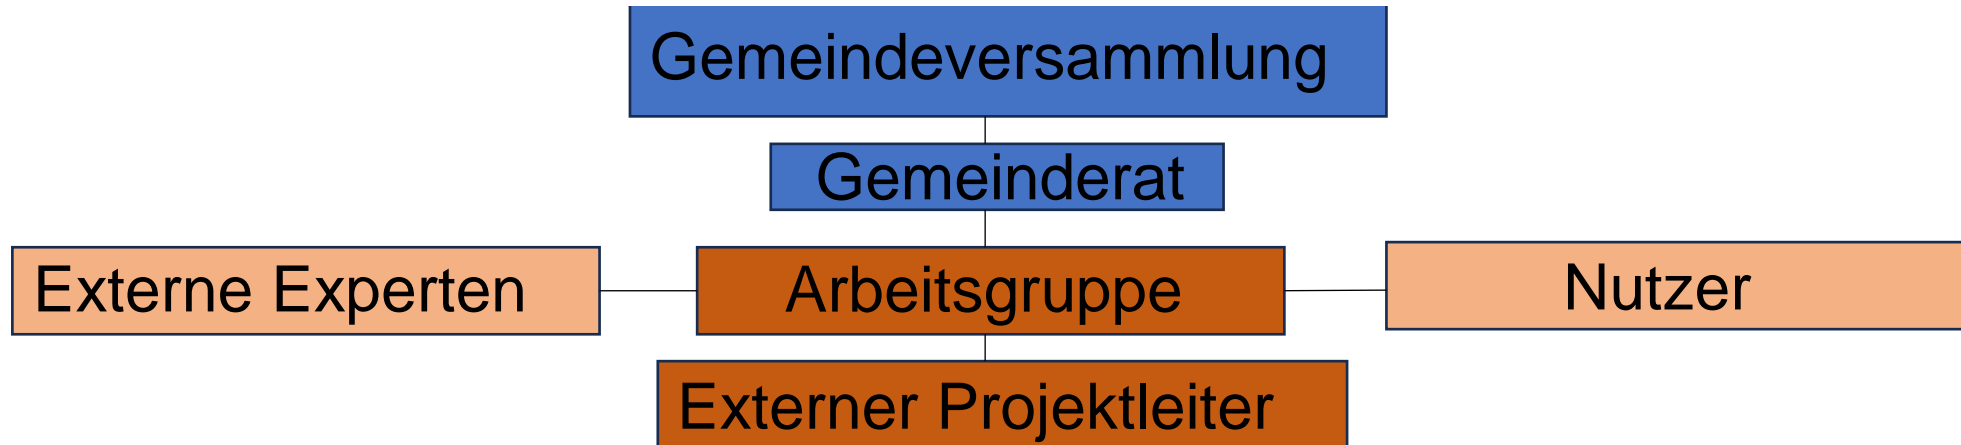 Gemeindeversammlung
Gemeinderat
Externe Experten
Arbeitsgruppe
Nutzer
Externer Projektleiter